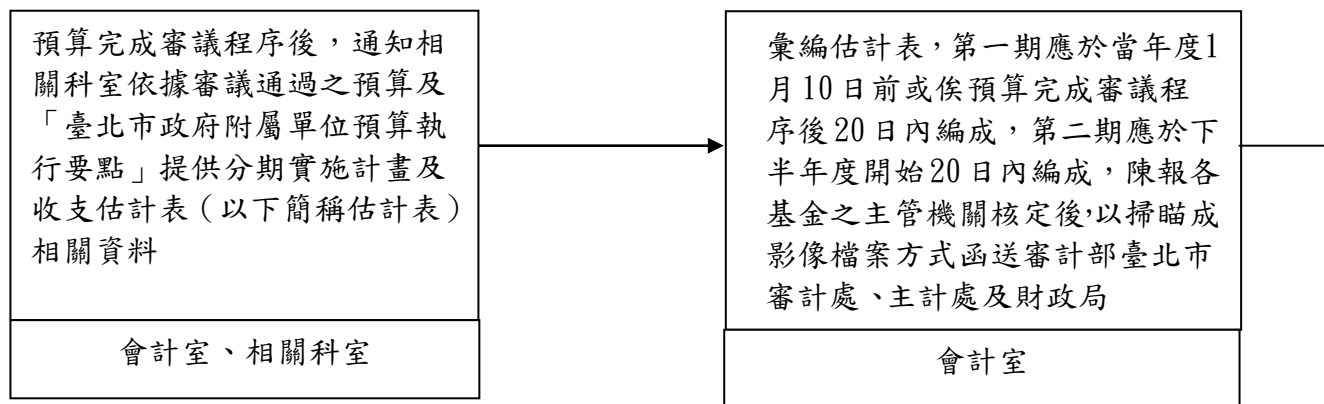 預算完成審議程序後，通知相
關科室依據審議通過之預算及
「臺北市政府附屬單位預算執
行要點」提供分期實施計畫及
收支估計表（以下簡稱估計表）
相關資料
會計室、相關科室
彙編估計表，第一期應於當年度1
月10日前或俟預算完成審議程
序後20日內編成，第二期應於下
半年度開始20日內編成，陳報各
基金之主管機關核定後，以掃瞄成
影像檔案方式函送審計部臺北市
審計處、主計處及財政局
會計室